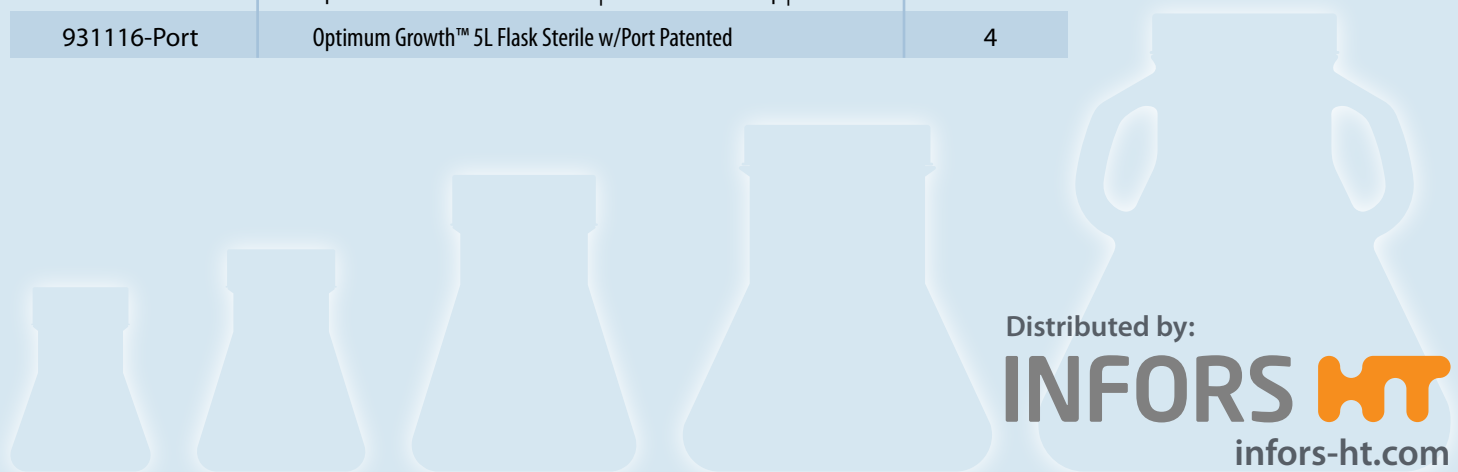 931116-Port Optimum Growth™ 5L Flask Sterile w/Port Patented 4
Distributed by:
INFORS HT
infors-ht.com